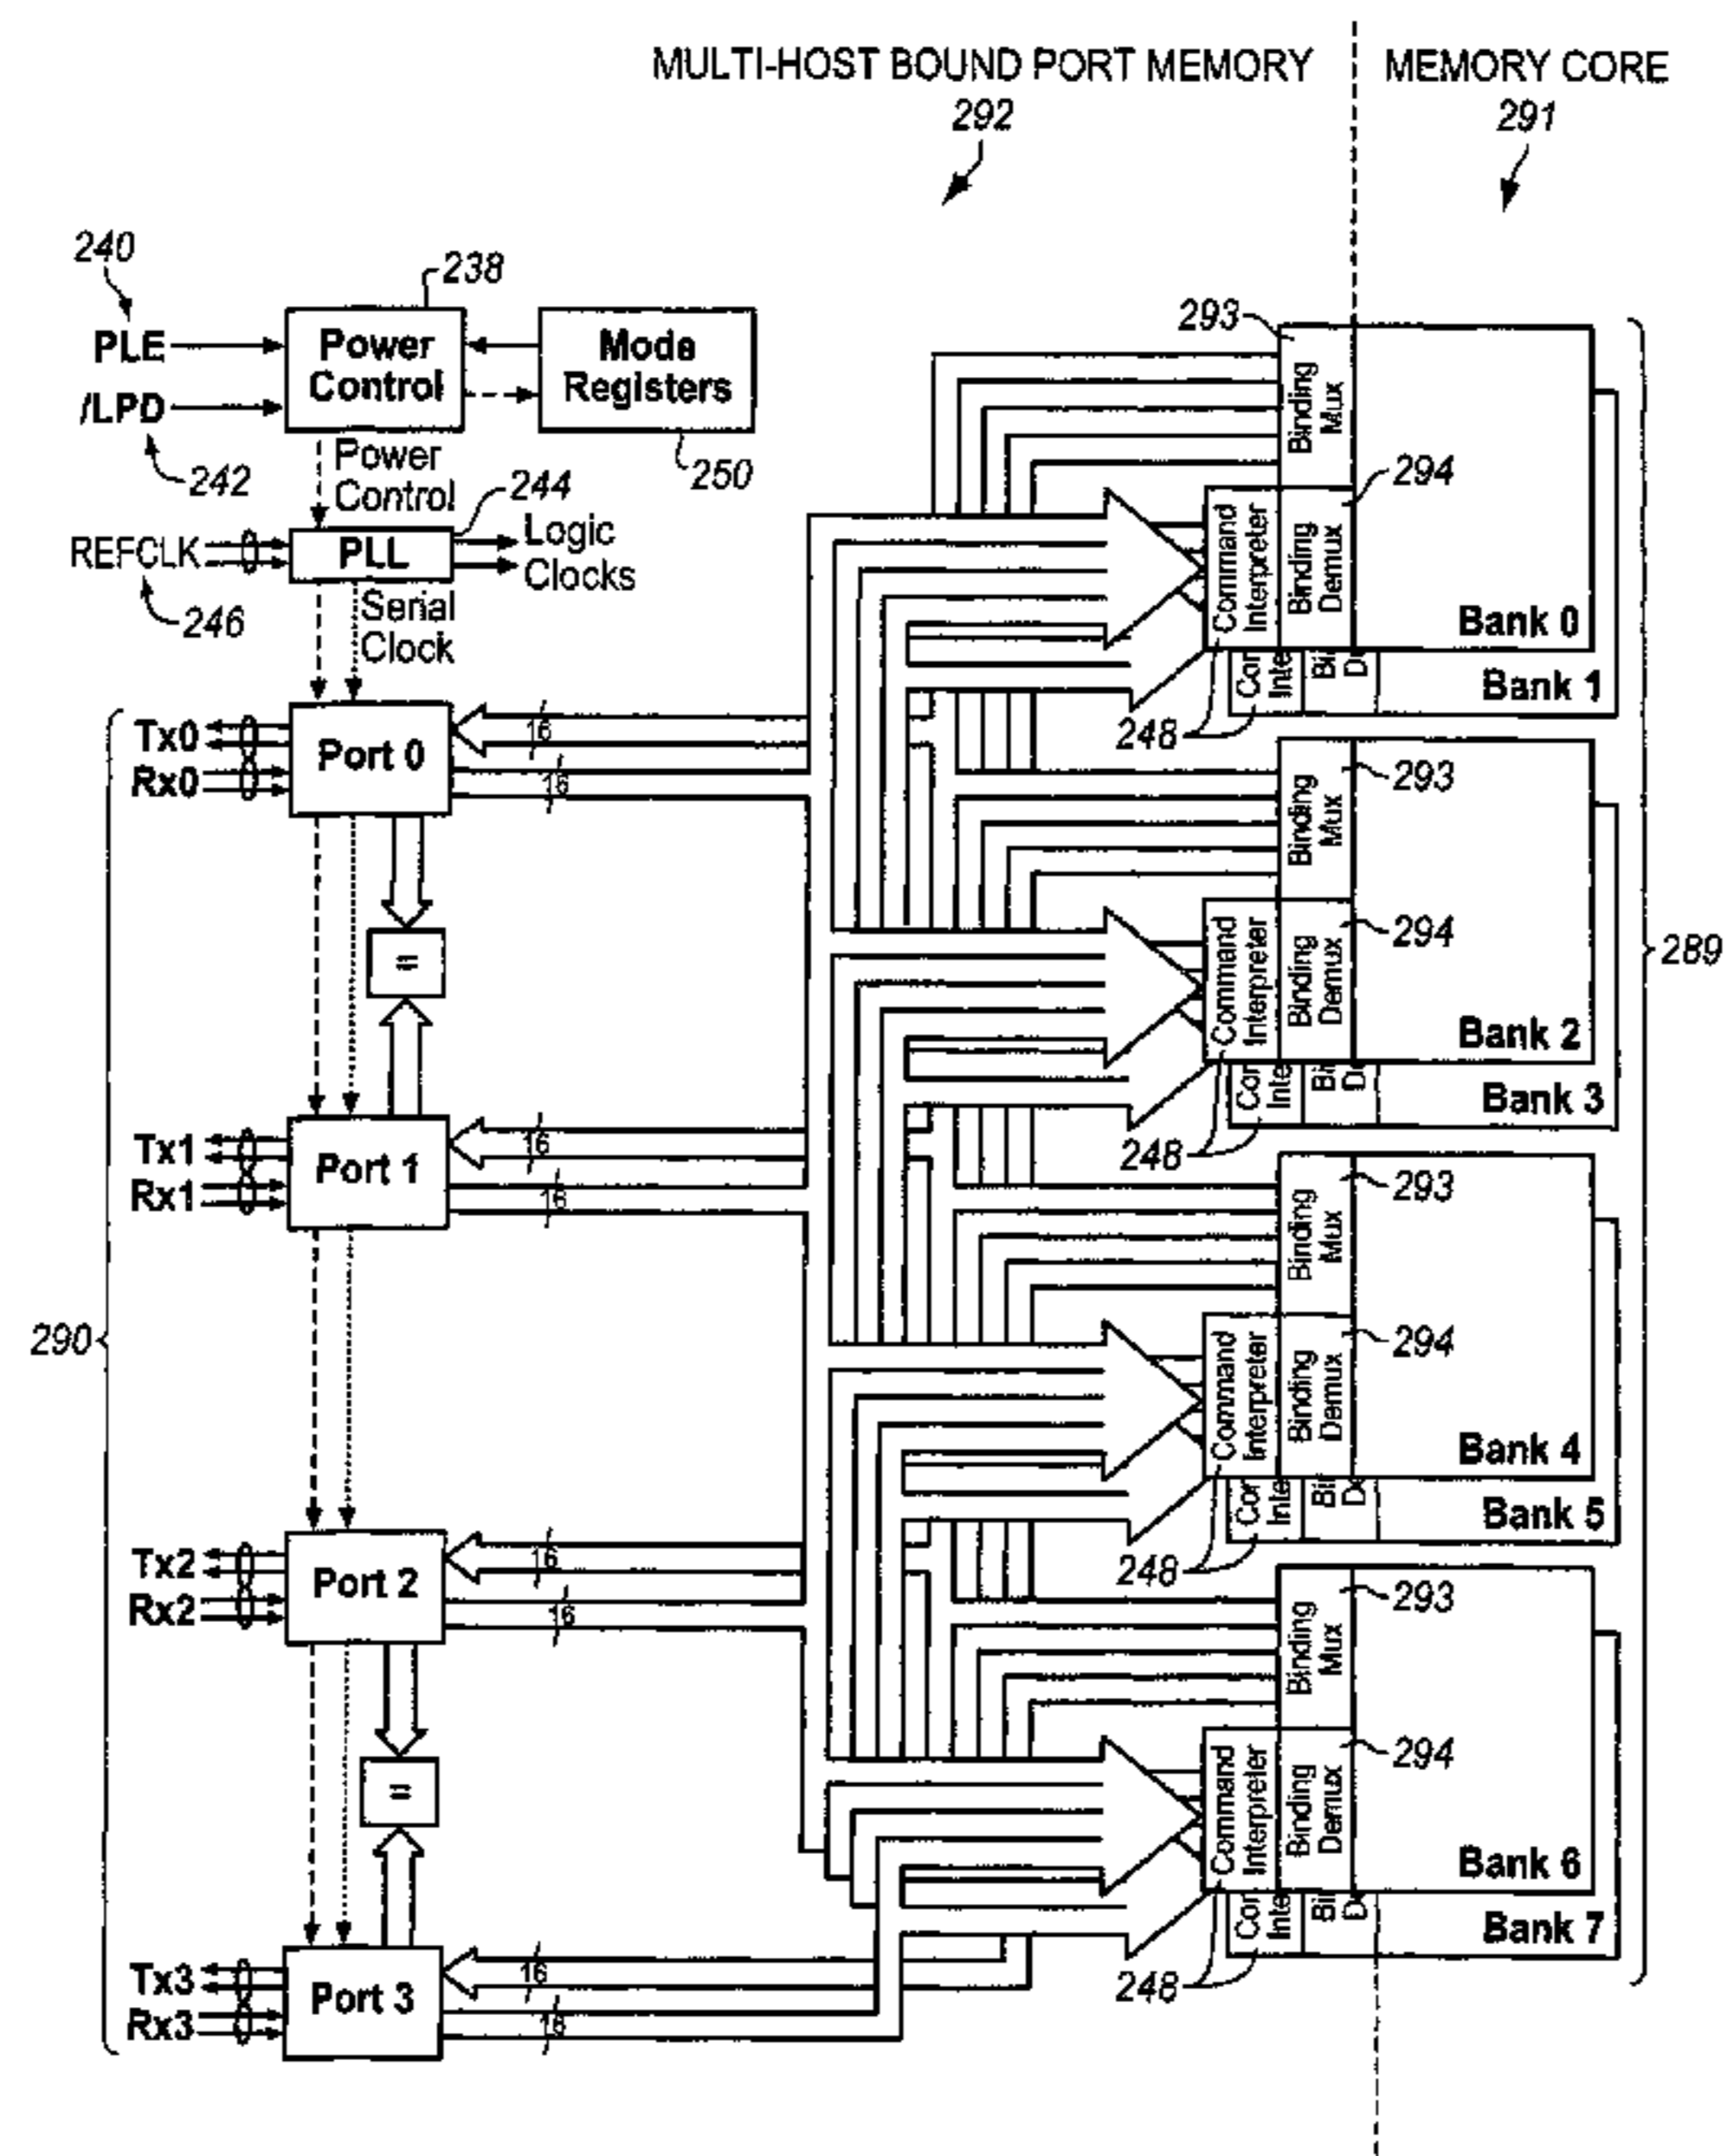 MULTI-HOST BOUND PORT MEMORY
292
MEMORY CORE
291
240
238
PLE
/LPD
Power
Control
Mode
Registers
242
250
Power
Control
244
REFCLK
PLL
Logic
Clocks
246
Serial
Clock
293
Binding
Mux
294
Command
Interpreter
Binding
Demux
Bank 0
Bank 1
248
Tx0
Rx0
Port 0
16
16
293
Binding
Mux
294
Command
Interpreter
Binding
Demux
Bank 2
Bank 3
248
289
=
Tx1
Rx1
Port 1
16
16
293
Binding
Mux
294
Command
Interpreter
Binding
Demux
Bank 4
Bank 5
248
290
Tx2
Rx2
Port 2
16
16
293
Binding
Mux
294
Command
Interpreter
Binding
Demux
Bank 6
Bank 7
248
=
Tx3
Rx3
Port 3
16
16